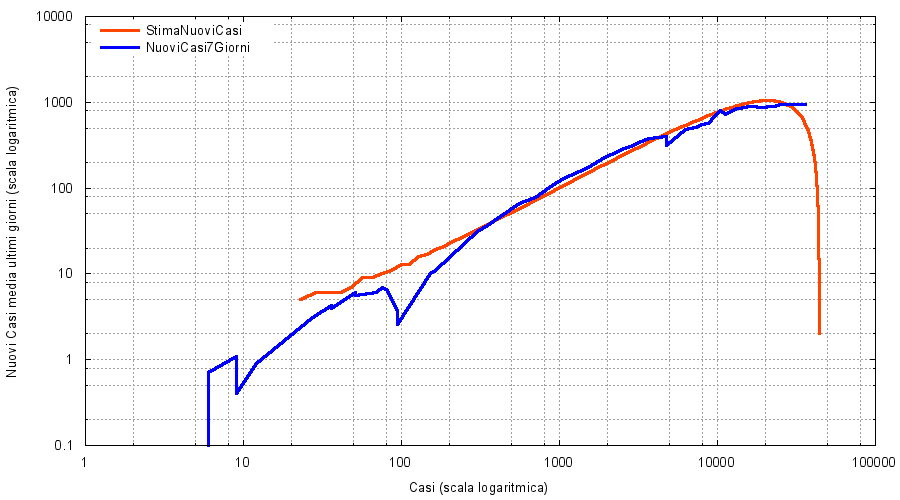 10000
StimaNuoviCasi
NuoviCasi7Giorni
1000
100
10
1
0.1
1 10 100 1000 10000 100000
Nuovi Casi media ultimi giorni (scala logaritmica)
Casi (scala logaritmica)